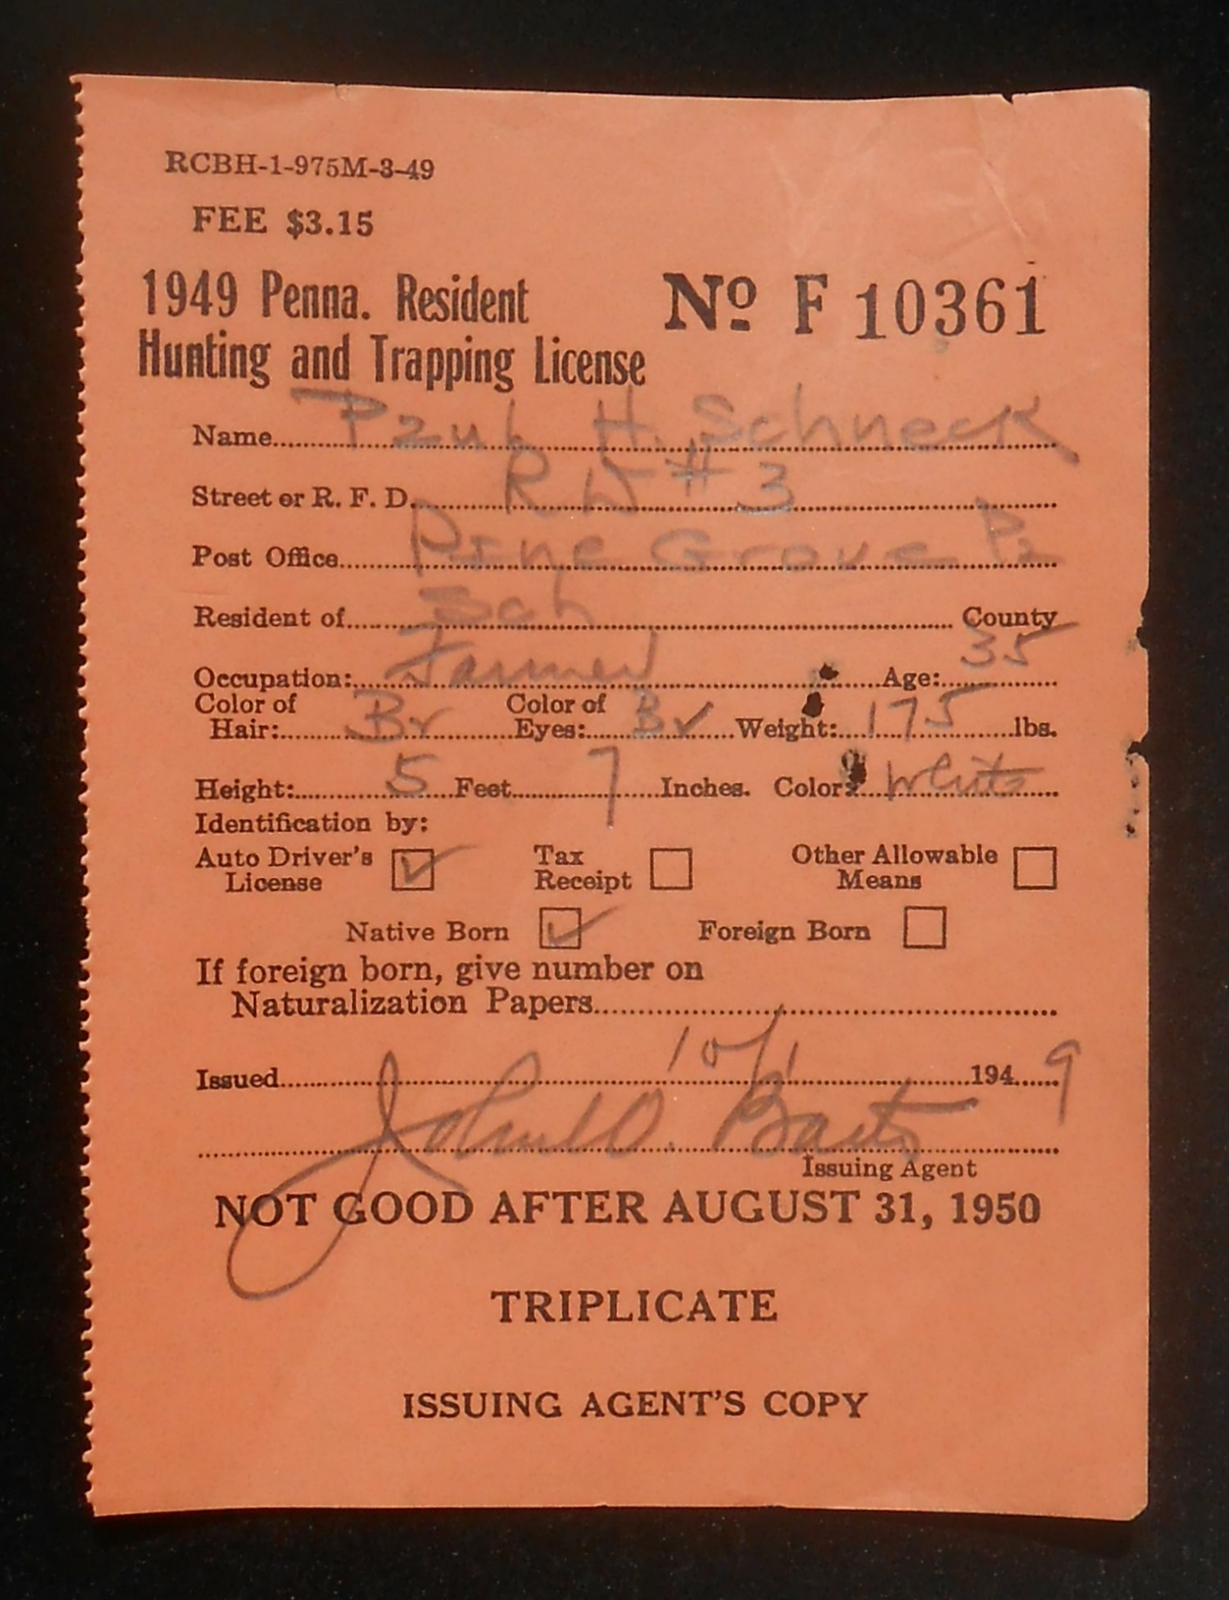 RCBH-1-975M-3-49
FEE $3.15
1949 Penna. Resident
Hunting and Trapping License
No F 10361
Name Paul H. Schneck
Street or R. F. D. RD #3
Post Office Pine Grove Pa
Resident of Sch County
Occupation: Farmer Age: 35
Color of Hair: Br Color of Eyes: Br Weight: 175 lbs.
Height: 5 Feet 7 Inches. Color: White
Identification by:
Auto Driver's License ✓ Tax Receipt Other Allowable Means
Native Born ✓ Foreign Born
If foreign born, give number on
Naturalization Papers
Issued 10/1 1949
John D.
Issuing Agent
NOT GOOD AFTER AUGUST 31, 1950
TRIPLICATE
ISSUING AGENT'S COPY